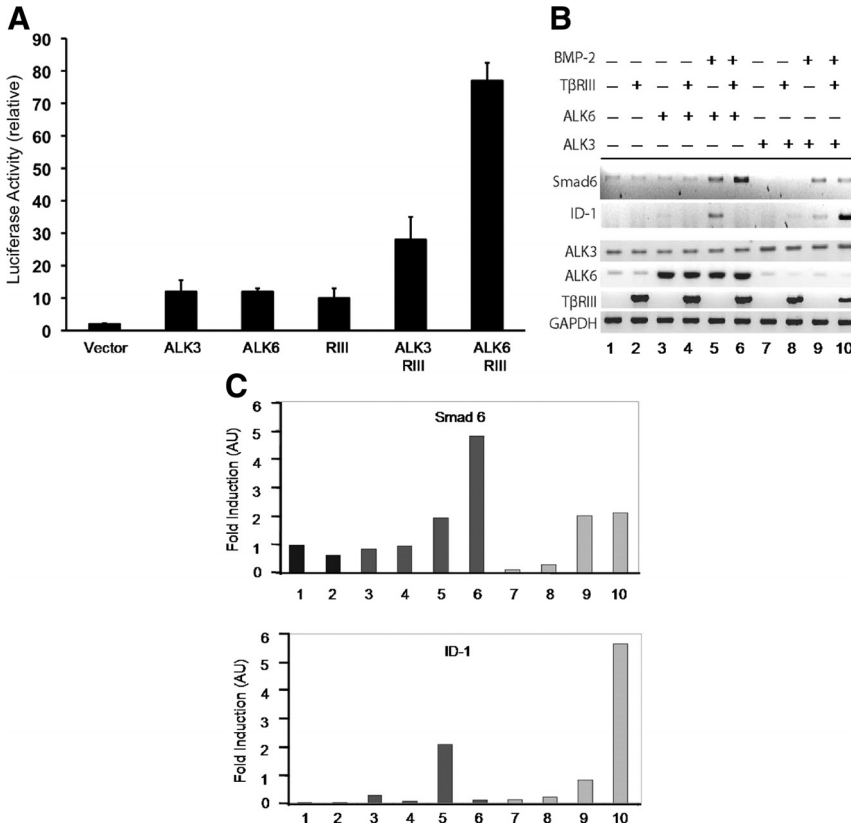 A
Luciferase Activity (relative)
90
80
70
60
50
40
30
20
10
0
Vector ALK3 ALK6 RIII ALK3 ALK6
RIII RIII
B
BMP-2 – – – – + + – – + +
TβRIII – + – + – + – + – +
ALK6 – – + + + + – – – –
ALK3 – – – – – – + + + +
Smad6
ID-1
ALK3
ALK6
TβRIII
GAPDH
1 2 3 4 5 6 7 8 9 10
C
Smad 6
Fold Induction (AU)
6
5
4
3
2
1
0
1 2 3 4 5 6 7 8 9 10
ID-1
Fold Induction (AU)
6
5
4
3
2
1
0
1 2 3 4 5 6 7 8 9 10